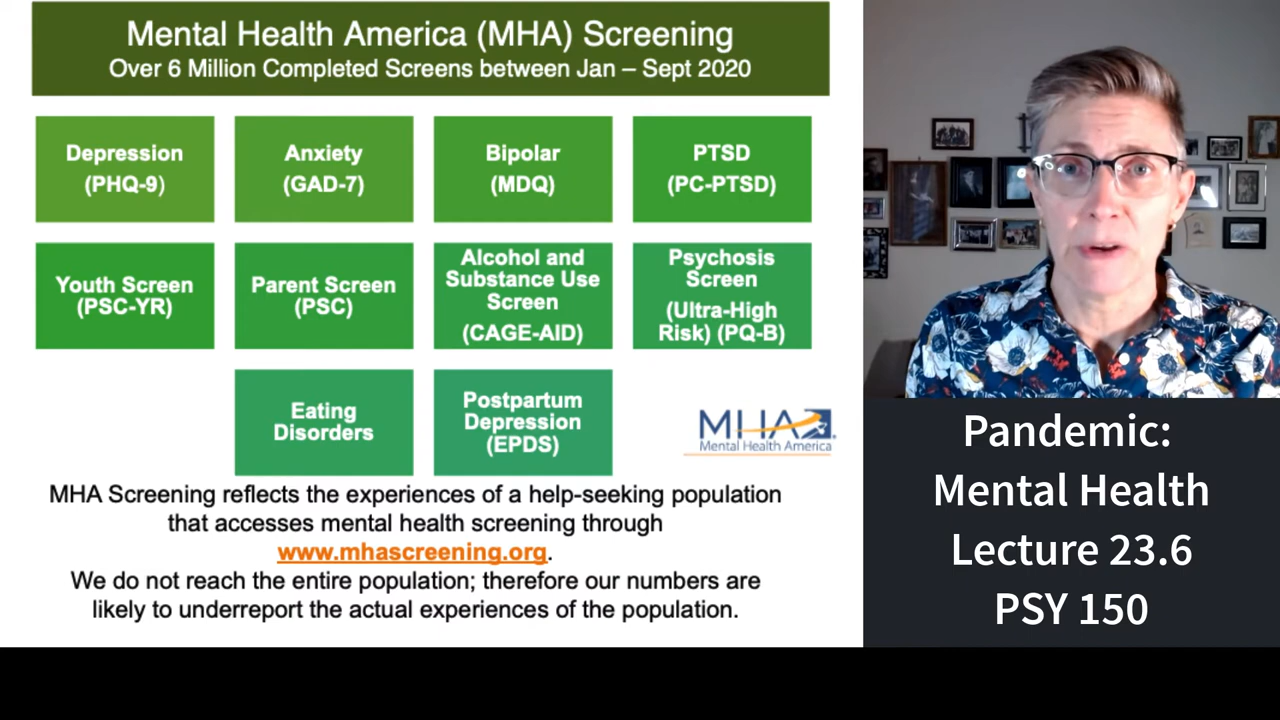 Mental Health America (MHA) Screening
Over 6 Million Completed Screens between Jan – Sept 2020
Depression
(PHQ-9)
Anxiety
(GAD-7)
Bipolar
(MDQ)
PTSD
(PC-PTSD)
Youth Screen
(PSC-YR)
Parent Screen
(PSC)
Alcohol and
Substance Use
Screen
(CAGE-AID)
Psychosis
Screen
(Ultra-High
Risk) (PQ-B)
Eating
Disorders
Postpartum
Depression
(EPDS)
MHA
Mental Health America
MHA Screening reflects the experiences of a help-seeking population
that accesses mental health screening through
www.mhascreening.org.
We do not reach the entire population; therefore our numbers are
likely to underreport the actual experiences of the population.
Pandemic:
Mental Health
Lecture 23.6
PSY 150